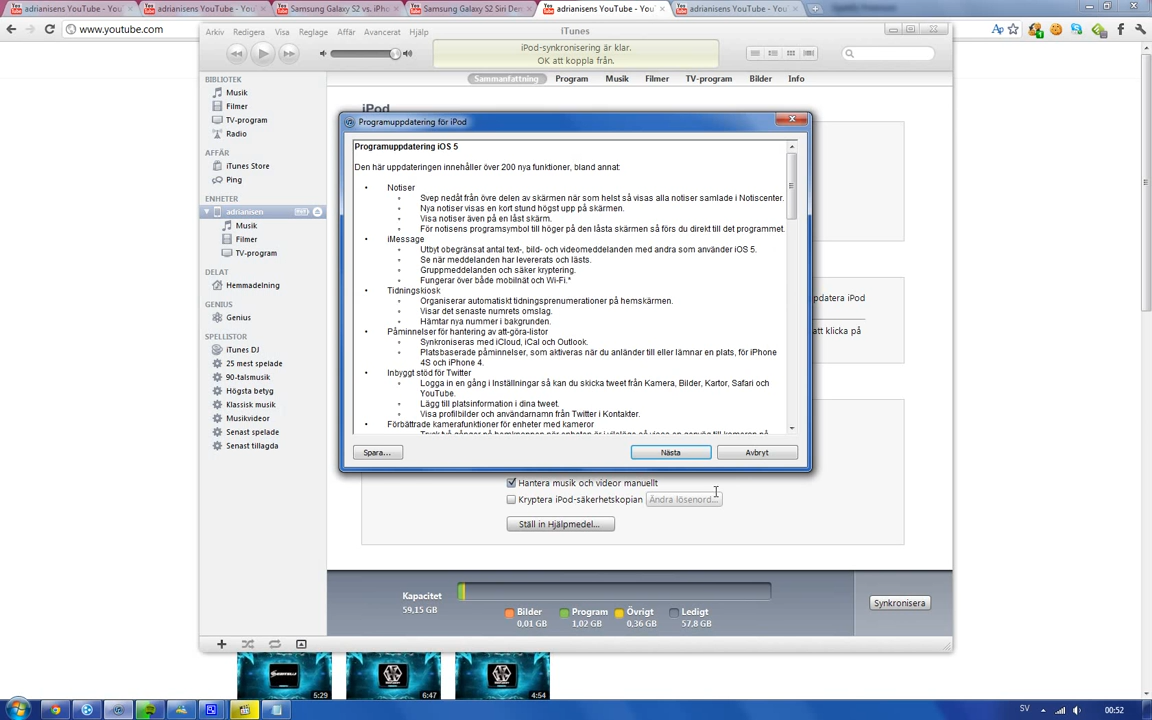 adrianisens YouTube - You
adrianisens YouTube - You
Samsung Galaxy S2 vs. iPho
Samsung Galaxy S2 Siri Der
adrianisens YouTube - You
adrianisens YouTube - You
www.youtube.com
Arkiv Redigera Visa Reglage Affär Avancerat Hjälp
iTunes
iPod-synkronisering är klar.
OK att koppla från.
Sammanfattning Program Musik Filmer TV-program Bilder Info
BIBLIOTEK
Musik
Filmer
TV-program
Radio
AFFÄR
iTunes Store
Ping
ENHETER
adrianisen
Musik
Filmer
TV-program
DELAT
Hemmadelning
GENIUS
Genius
SPELLISTOR
iTunes DJ
25 mest spelade
90-talsmusik
Högsta betyg
Klassisk musik
Musikvideor
Senast spelade
Senast tillagda
iPod
Programuppdatering för iPod
Programuppdatering iOS 5
Den här uppdateringen innehåller över 200 nya funktioner, bland annat:
• Notiser
◦ Svep nedåt från övre delen av skärmen när som helst så visas alla notiser samlade i Notiscenter.
◦ Nya notiser visas en kort stund högst upp på skärmen.
◦ Visa notiser även på en låst skärm.
◦ För notisens programsymbol till höger på den låsta skärmen så förs du direkt till det programmet.
• iMessage
◦ Utbyt obegränsat antal text-, bild- och videomeddelanden med andra som använder iOS 5.
◦ Se när meddelanden har levererats och lästs.
◦ Gruppmeddelanden och säker kryptering.
◦ Fungerar över både mobilnät och Wi-Fi.*
• Tidningskiosk
◦ Organiserar automatiskt tidningsprenumerationer på hemskärmen.
◦ Visar det senaste numrets omslag.
◦ Hämtar nya nummer i bakgrunden.
• Påminnelser för hantering av att-göra-listor
◦ Synkroniseras med iCloud, iCal och Outlook.
◦ Platsbaserade påminnelser, som aktiveras när du anländer till eller lämnar en plats, för iPhone
4S och iPhone 4.
• Inbyggt stöd för Twitter
◦ Logga in en gång i Inställningar så kan du skicka tweet från Kamera, Bilder, Kartor, Safari och
YouTube.
◦ Lägg till platsinformation i dina tweet.
◦ Visa profilbilder och användarnamn från Twitter i Kontakter.
• Förbättrade kamerafunktioner för enheter med kameror
Spara... Nästa Avbryt
pdatera iPod
att klicka på
Hantera musik och videor manuellt
Kryptera iPod-säkerhetskopian Ändra lösenord...
Ställ in Hjälpmedel...
Kapacitet
59,15 GB
Bilder Program Övrigt Ledigt
0,01 GB 1,02 GB 0,36 GB 57,8 GB
Synkronisera
5:29 6:47 4:54
SV 00:52